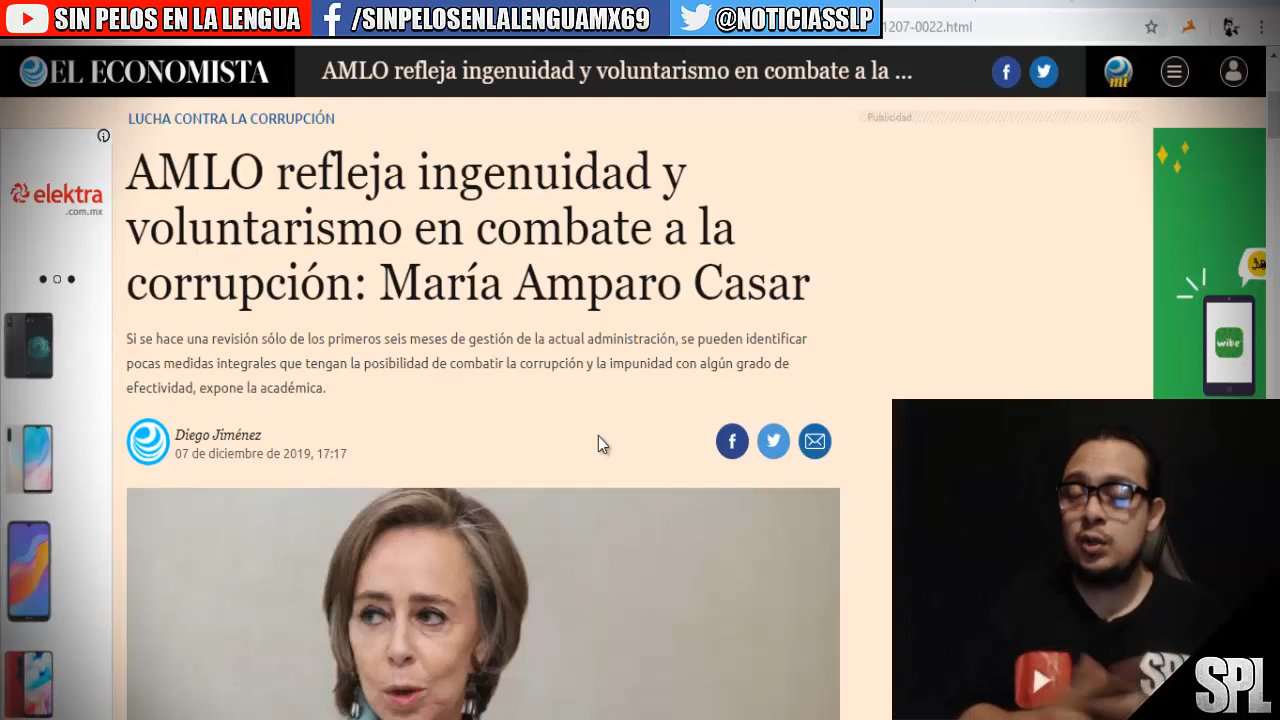 SIN PELOS EN LA LENGUA
/SINPELOSENLALENGUAMX69
@NOTICIASSLP
1207-0022.html
EL ECONOMISTA
AMLO refleja ingenuidad y voluntarismo en combate a la ...
LUCHA CONTRA LA CORRUPCIÓN
Publicidad
AMLO refleja ingenuidad y
voluntarismo en combate a la
corrupción: María Amparo Casar
Si se hace una revisión sólo de los primeros seis meses de gestión de la actual administración, se pueden identificar
pocas medidas integrales que tengan la posibilidad de combatir la corrupción y la impunidad con algún grado de
efectividad, expone la académica.
Diego Jiménez
07 de diciembre de 2019, 17:17
elektra
.com.mx
wibe
SPL
SPL